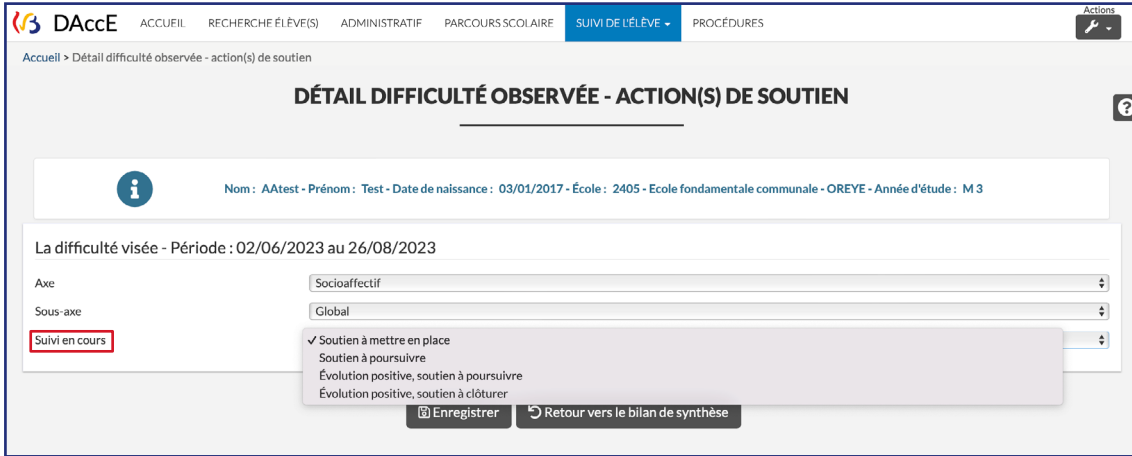 DAccE ACCUEIL RECHERCHE ÉLÈVE(S) ADMINISTRATIF PARCOURS SCOLAIRE SUIVI DE L'ÉLÈVE PROCÉDURES Actions
Accueil > Détail difficulté observée - action(s) de soutien
DÉTAIL DIFFICULTÉ OBSERVÉE - ACTION(S) DE SOUTIEN
?
i
Nom : AAtest - Prénom : Test - Date de naissance : 03/01/2017 - École : 2405 - Ecole fondamentale communale - OREYE - Année d'étude : M 3
La difficulté visée - Période : 02/06/2023 au 26/08/2023
Axe Socioaffectif
Sous-axe Global
Suivi en cours ✓ Soutien à mettre en place
Soutien à poursuivre
Évolution positive, soutien à poursuivre
Évolution positive, soutien à clôturer
Enregistrer Retour vers le bilan de synthèse